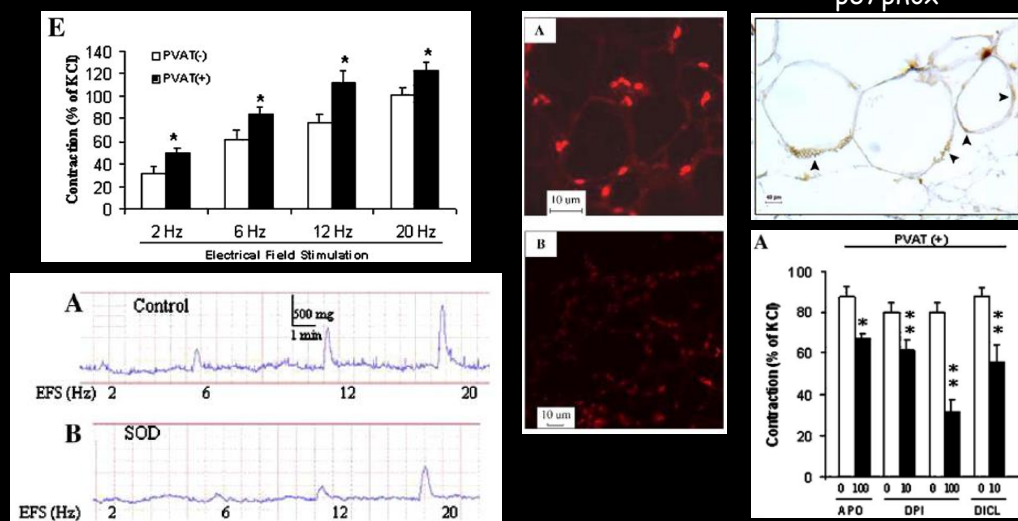 E
140
120
100
80
60
40
20
0
Contraction (% of KCl)
PVAT(-)
PVAT(+)
*
*
*
*
2 Hz
6 Hz
12 Hz
20 Hz
Electrical Field Stimulation
A
Control
500 mg
1 min
EFS (Hz) 2 6 12 20
B
SOD
EFS (Hz) 2 6 12 20
A
10 um
B
10 um
A
PVAT (+)
100
80
60
40
20
0
Contraction (% of KCl)
*
**
**
**
0 100 0 10 0 100 0 10
APO DPI DICL